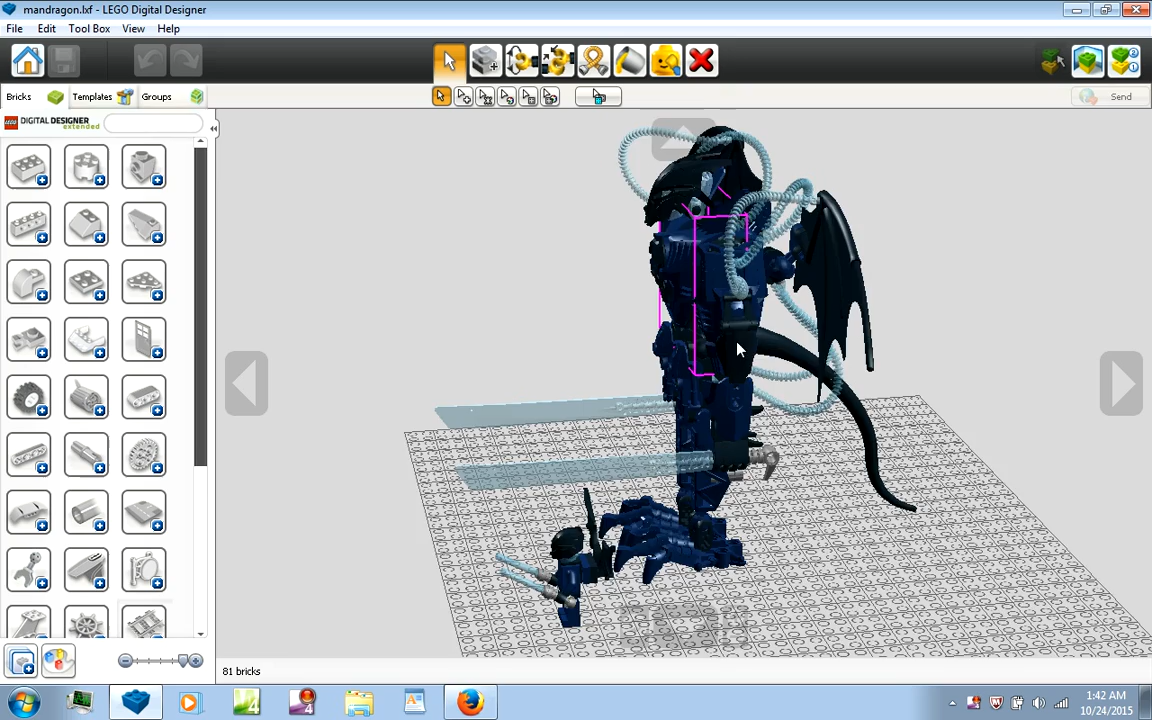 mandragon.lxf - LEGO Digital Designer
File Edit Tool Box View Help
Bricks Templates Groups
Send
LEGO DIGITAL DESIGNER
extended
81 bricks
1:42 AM
10/24/2015